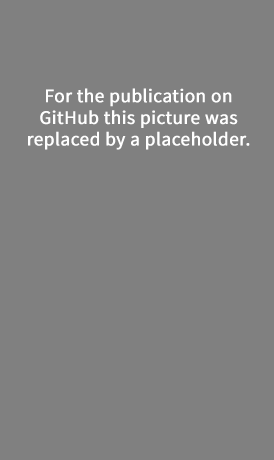 For the publication on
GitHub this picture was
replaced by a placeholder.